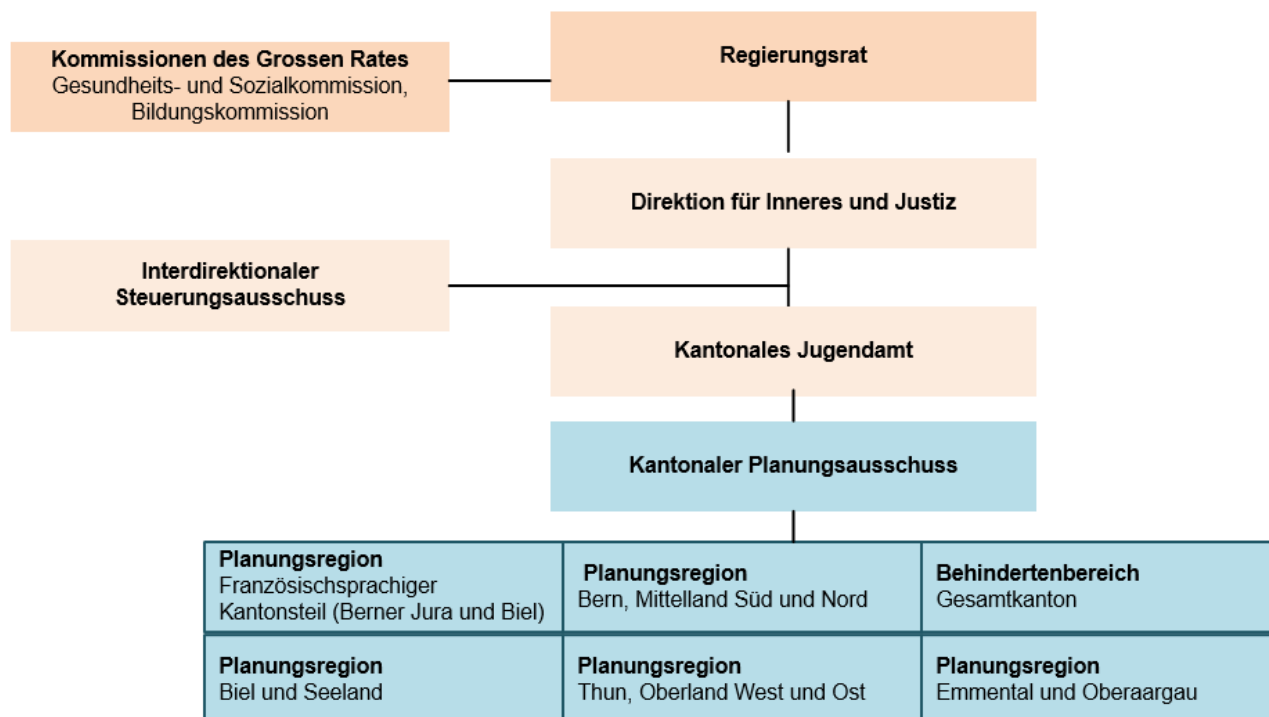 Kommissionen des Grossen Rates
Gesundheits- und Sozialkommission,
Bildungskommission
Regierungsrat
Direktion für Inneres und Justiz
Interdirektionaler
Steuerungsausschuss
Kantonales Jugendamt
Kantonaler Planungsausschuss
Planungsregion
Französischsprachiger
Kantonsteil (Berner Jura und Biel)
Planungsregion
Bern, Mittelland Süd und Nord
Behindertenbereich
Gesamtkanton
Planungsregion
Biel und Seeland
Planungsregion
Thun, Oberland West und Ost
Planungsregion
Emmental und Oberaargau